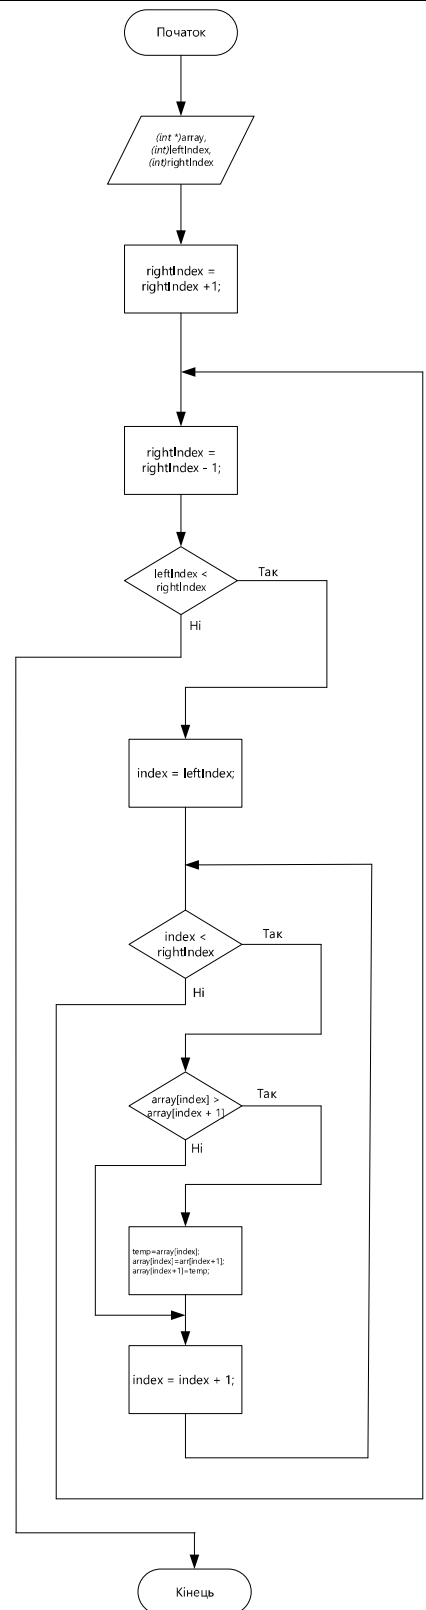 Початок
(int *)array,
(int)leftIndex,
(int)rightIndex
rightIndex =
rightIndex +1;
rightIndex =
rightIndex - 1;
leftIndex <
rightIndex
Так
Ні
index = leftIndex;
index <
rightIndex
Так
Ні
array[index] >
array[index + 1]
Так
Ні
temp=array[index];
array[index]=arr[index+1];
array[index+1]=temp;
index = index + 1;
Кінець